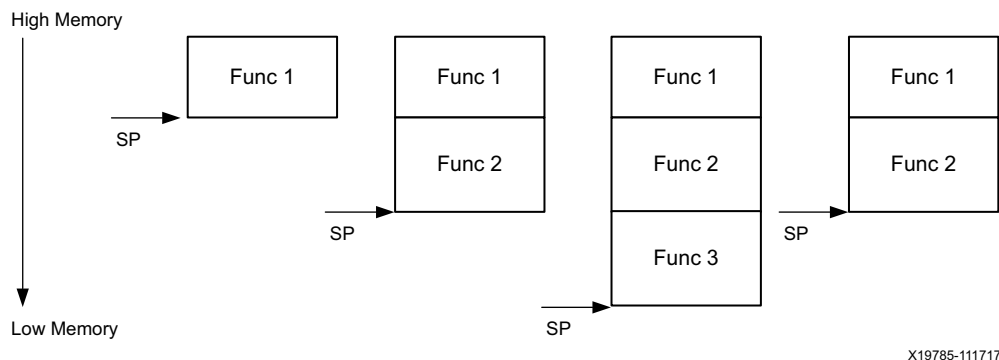 High Memory
Func 1
Func 1
Func 1
Func 1
SP
Func 2
Func 2
Func 2
SP
SP
Func 3
SP
Low Memory
X19785-111717